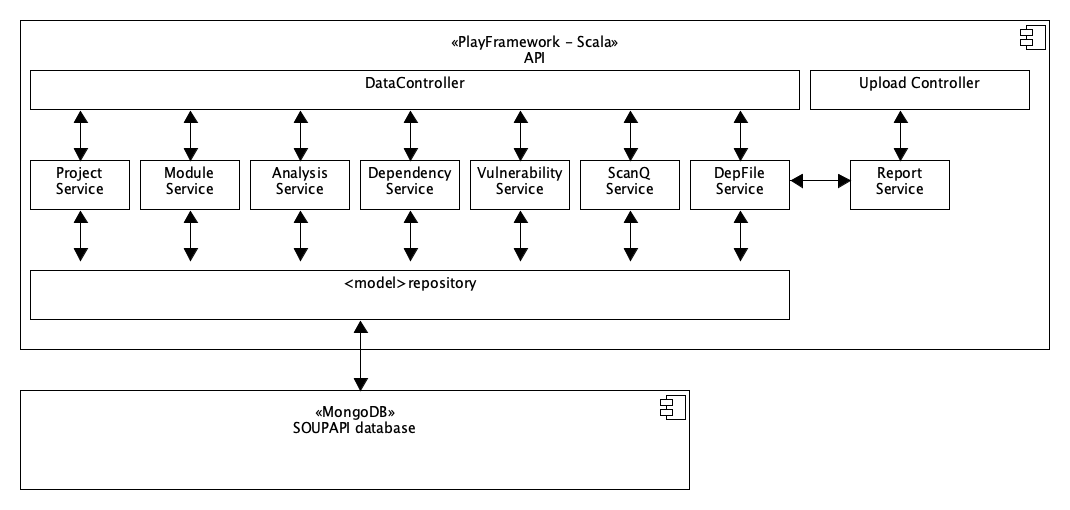 «PlayFramework – Scala»
API
DataController
Upload Controller
Project
Service
Module
Service
Analysis
Service
Dependency
Service
Vulnerability
Service
ScanQ
Service
DepFile
Service
Report
Service
<model>repository
«MongoDB»
SOUPAPI database